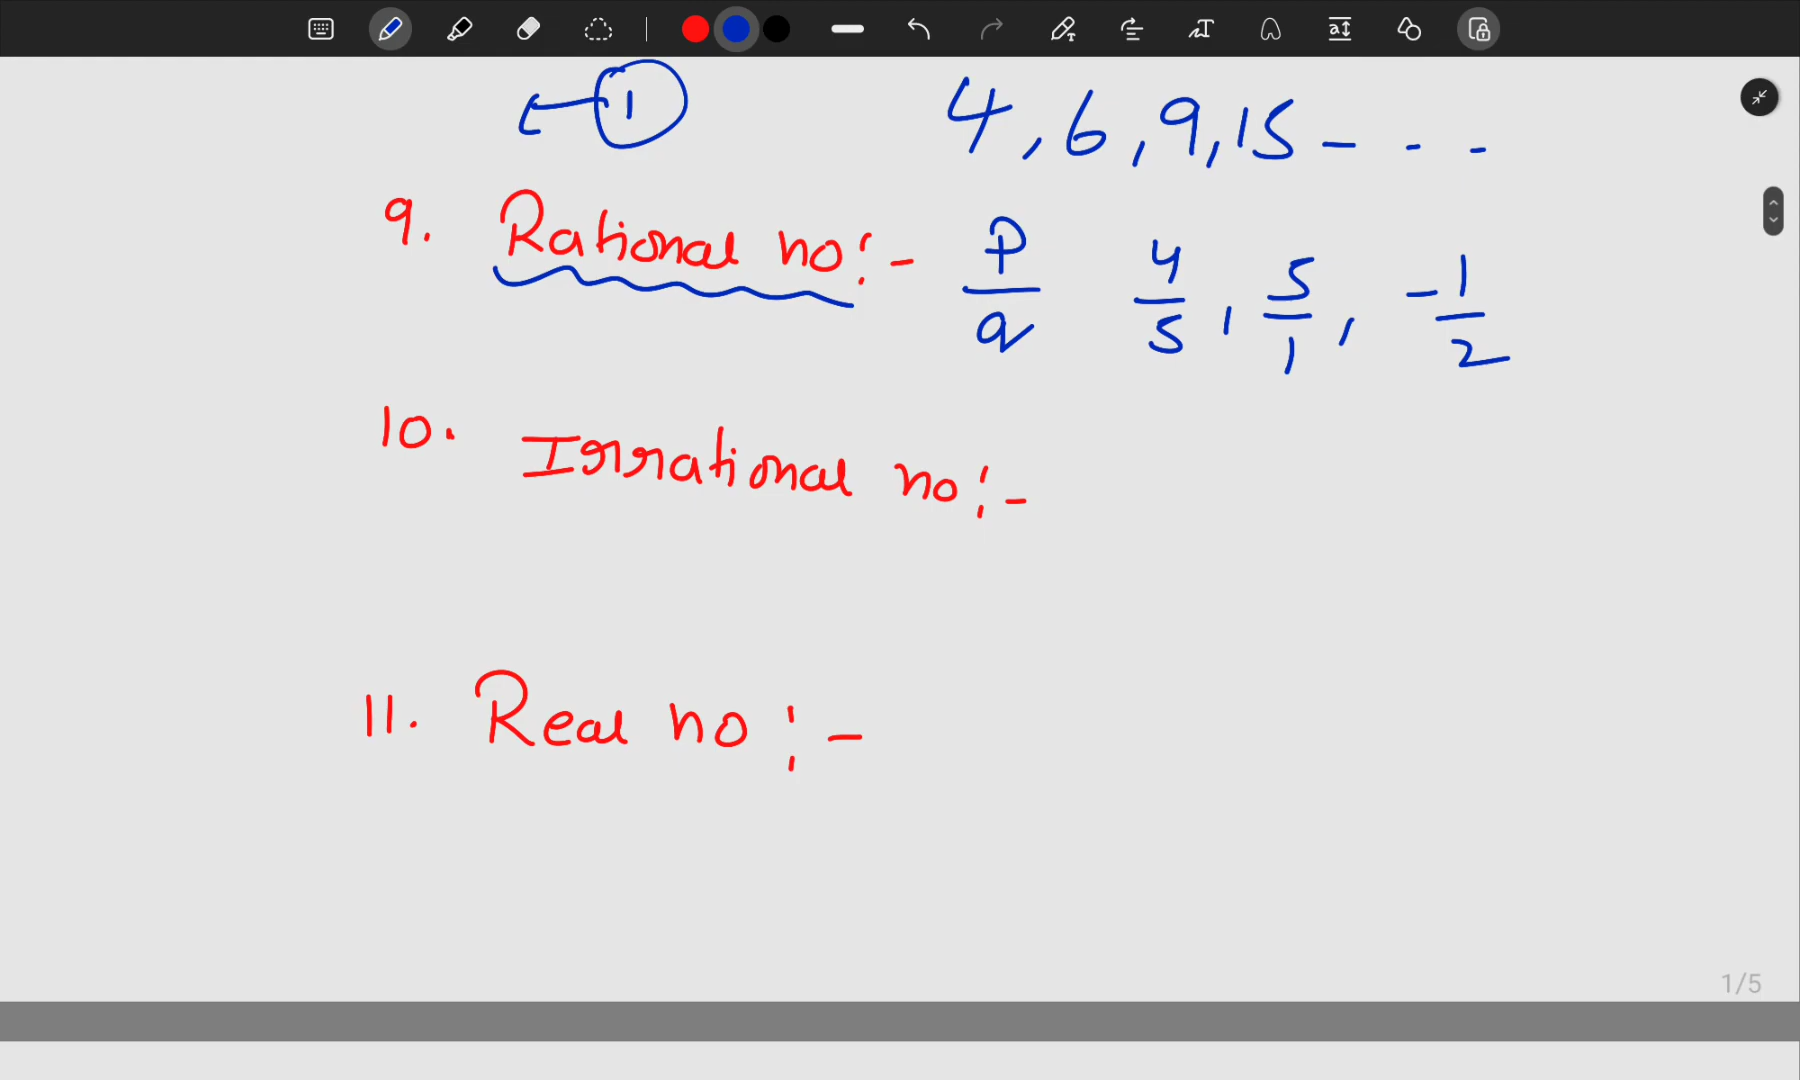 1 4, 6, 9, 15 - - -
9. Rational no:- p/q 4/5, 5/1, -1/2
10. Irrational no:-
11. Real no:-
1/5